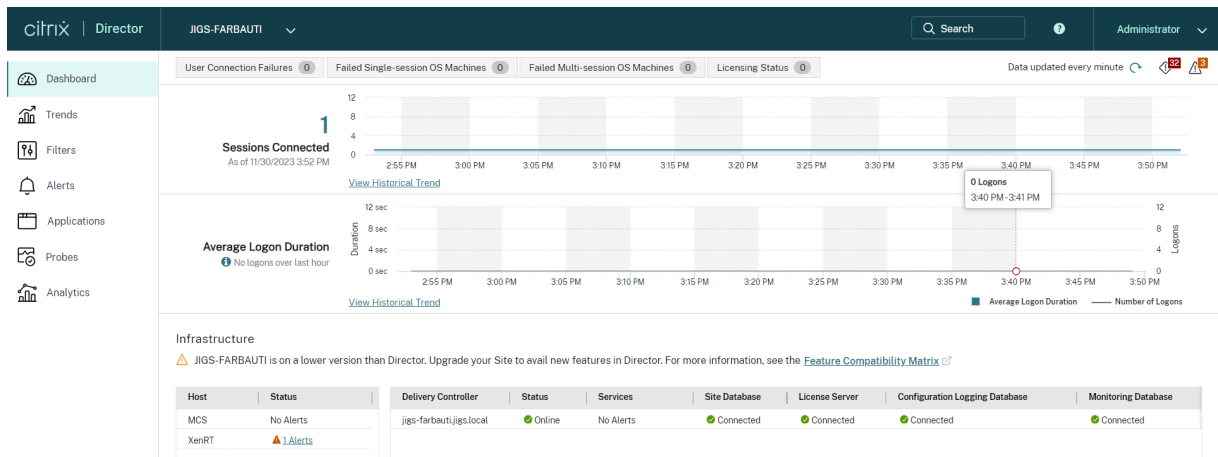 citrix | Director JIGS-FARBAUTI Search ? Administrator
Dashboard
Trends
Filters
Alerts
Applications
Probes
Analytics
User Connection Failures 0 Failed Single-session OS Machines 0 Failed Multi-session OS Machines 0 Licensing Status 0 Data updated every minute 32 3
1
Sessions Connected
As of 11/30/2023 3:52 PM
12
8
4
0
2:55 PM 3:00 PM 3:05 PM 3:10 PM 3:15 PM 3:20 PM 3:25 PM 3:30 PM 3:35 PM 3:40 PM 3:45 PM 3:50 PM
View Historical Trend
0 Logons
3:40 PM-3:41 PM
Average Logon Duration
No logons over last hour
Duration
12 sec
8 sec
4 sec
0 sec
12
8
4
0
Logons
2:55 PM 3:00 PM 3:05 PM 3:10 PM 3:15 PM 3:20 PM 3:25 PM 3:30 PM 3:35 PM 3:40 PM 3:45 PM 3:50 PM
View Historical Trend
Average Logon Duration Number of Logons
Infrastructure
JIGS-FARBAUTI is on a lower version than Director. Upgrade your Site to avail new features in Director. For more information, see the Feature Compatibility Matrix
Host Status
MCS No Alerts
XenRT 1 Alerts
Delivery Controller Status Services Site Database License Server Configuration Logging Database Monitoring Database
jigs-farbauti.jigs.local Online No Alerts Connected Connected Connected Connected